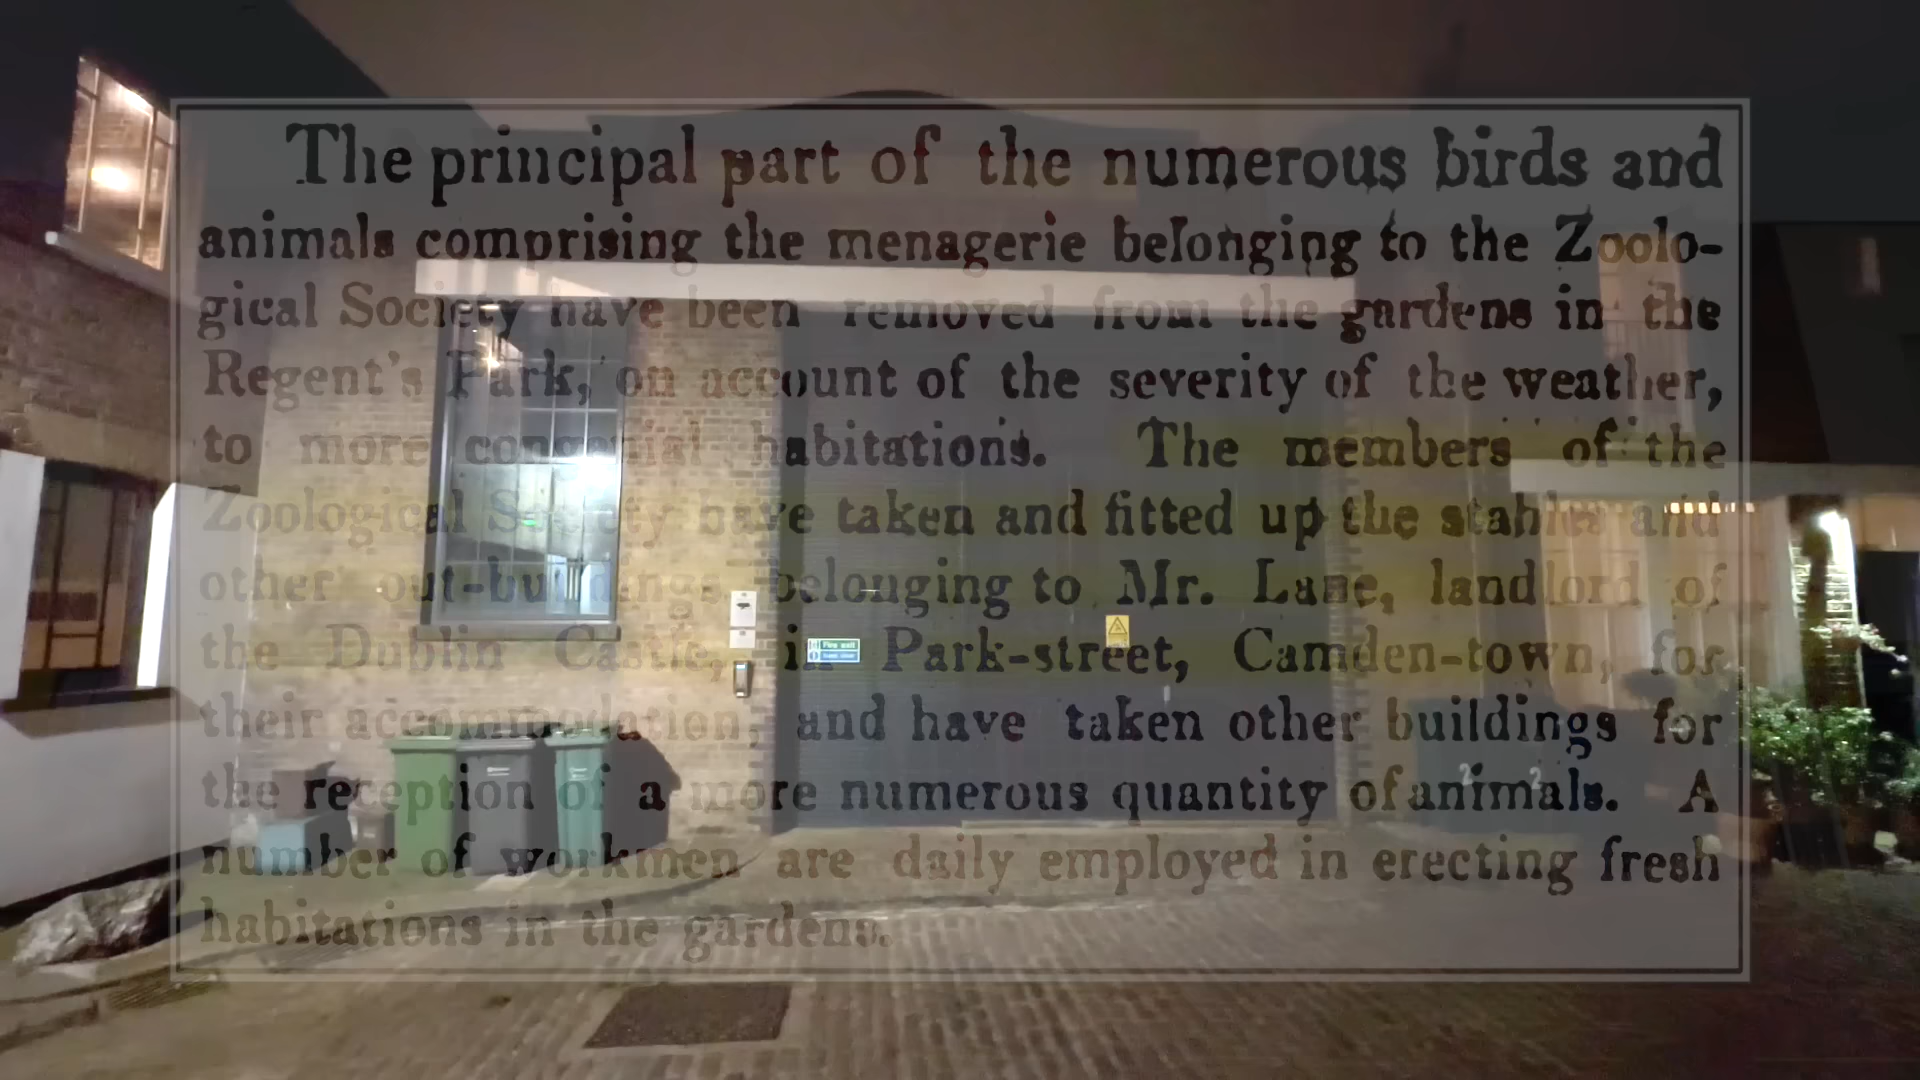 The principal part of the numerous birds and
animals comprising the menagerie belonging to the Zoolo-
gical Society have been removed from the gardens in the
Regent's Park, on account of the severity of the weather,
to more congenial habitations. The members of the
Zoological Society have taken and fitted up the stables and
other out-buildings belonging to Mr. Lane, landlord of
the Dublin Castle, in Park-street, Camden-town, for
their accommodation, and have taken other buildings for
the reception of a more numerous quantity of animals. A
number of workmen are daily employed in erecting fresh
habitations in the gardens.
Fire exit
2 2